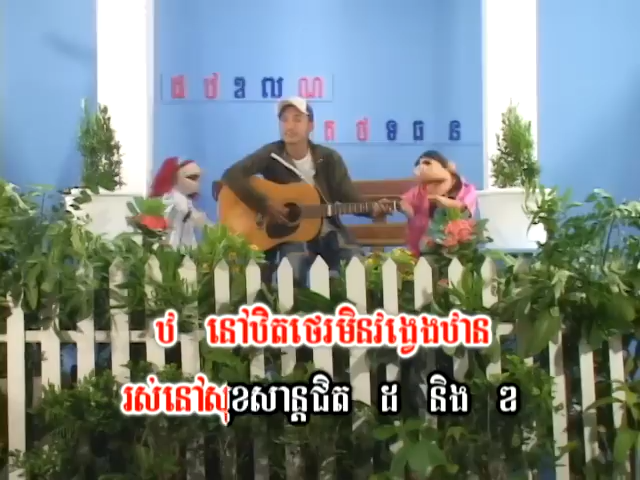 ដ ឋ ឌ ឍ ណ
ត ថ ទ ធ ន
ឋ នៅឋិតថេរមិនវង្វេងឋាន
រស់នៅសុខសាន្តជិត ដ និង ឌ